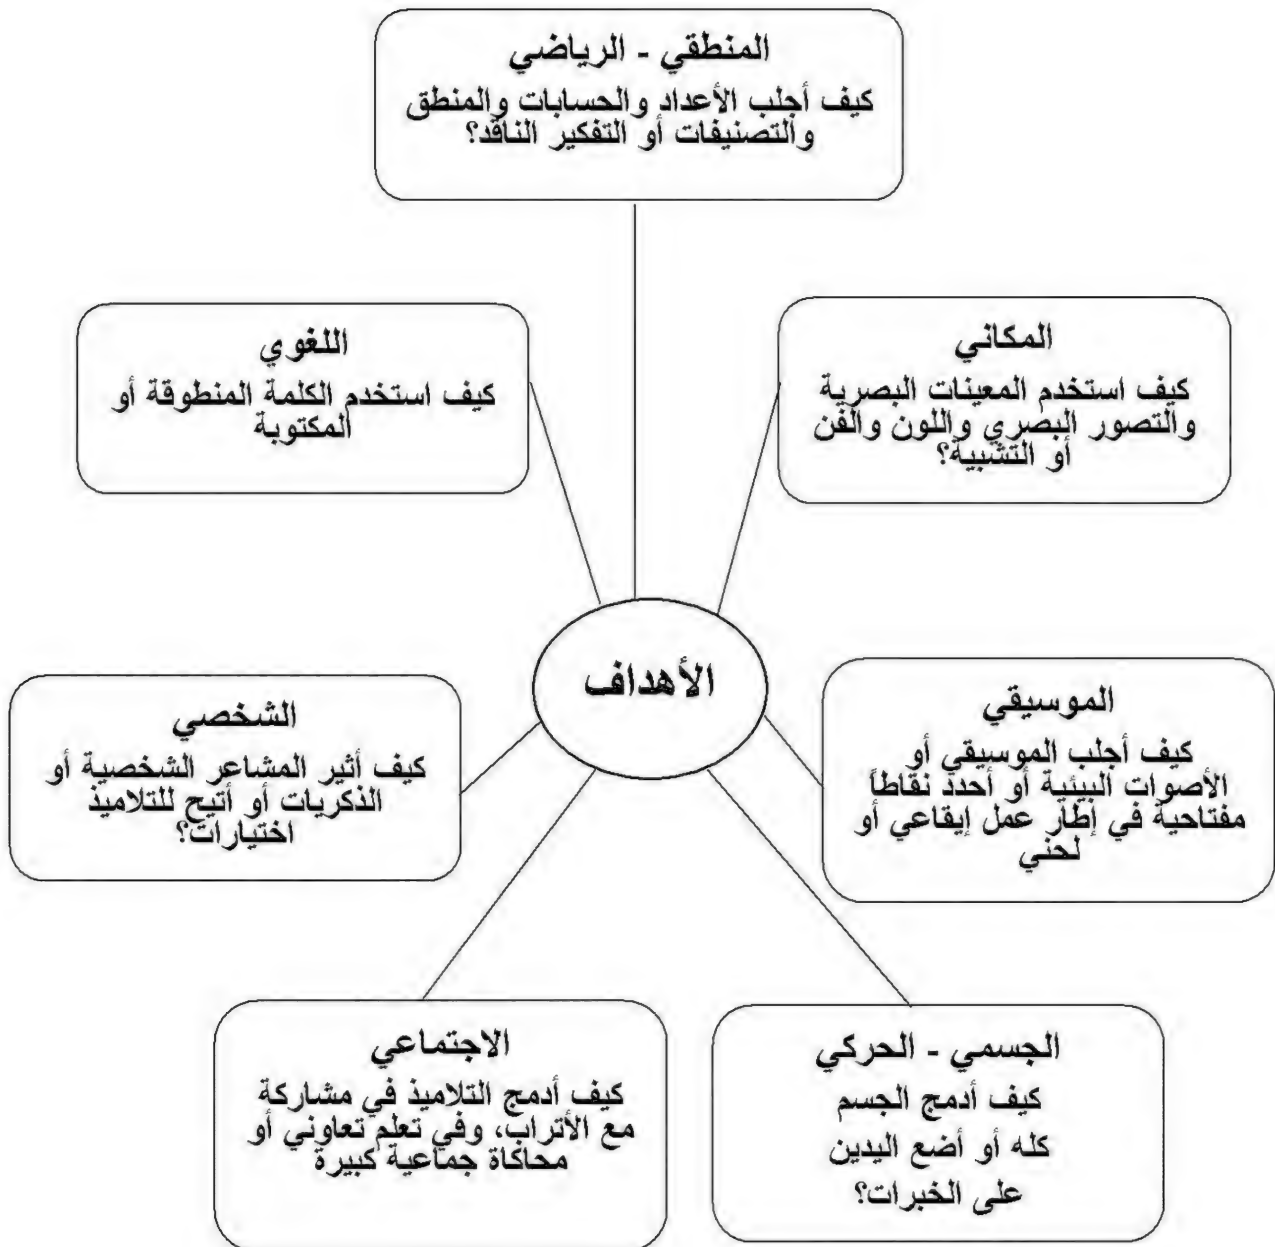 المنطقي - الرياضي
كيف أجلب الأعداد والحسابات والمنطق
والتصنيفات أو التفكير الناقد؟
المكاني
كيف استخدم المعينات البصرية
والتصور البصري واللون والفن
أو التشبية؟
اللغوي
كيف استخدم الكلمة المنطوقة أو
المكتوبة
الأهداف
الموسيقي
كيف أجلب الموسيقي أو
الأصوات البيئية أو أحدد نقاطاً
مفتاحية في إطار عمل إيقاعي أو
لحني
الشخصي
كيف أثير المشاعر الشخصية أو
الذكريات أو أتيح للتلاميذ
اختيارات؟
الجسمي - الحركي
كيف أدمج الجسم
كله أو أضع اليدين
على الخبرات؟
الاجتماعي
كيف أدمج التلاميذ في مشاركة
مع الأتراب، وفي تعلم تعاوني أو
محاكاة جماعية كبيرة